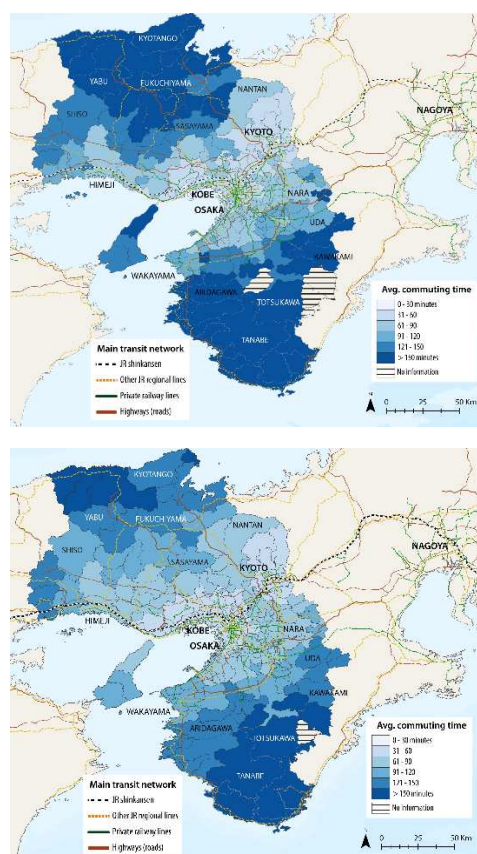 KYOTANGO
YABU
FUKUCHIYAMA
NANTAN
NAGOYA
SHISO
SASAYAMA
KYOTO
HIMEJI
KOBE
NARA
OSAKA
UDA
WAKAYAMA
KAWAKAMI
ARIDAGAWA
TOTSUKAWA
TANABE
Avg. commuting time
0 - 30 minutes
31 - 60
61 - 90
91 - 120
121 - 150
> 150 minutes
No information
Main transit network
JR shinkansen
Other JR regional lines
Private railway lines
Highways (roads)
N
0 25 50 Km
KYOTANGO
YABU
FUKUCHIYAMA
NANTAN
NAGOYA
SHISO
SASAYAMA
KYOTO
HIMEJI
KOBE
NARA
OSAKA
UDA
WAKAYAMA
KAWAKAMI
ARIDAGAWA
TOTSUKAWA
TANABE
Avg. commuting time
0 - 30 minutes
31 - 60
61 - 90
91 - 120
121 - 150
> 150 minutes
No information
Main transit network
JR shinkansen
Other JR regional lines
Private railway lines
Highways (roads)
0 25 50 Km